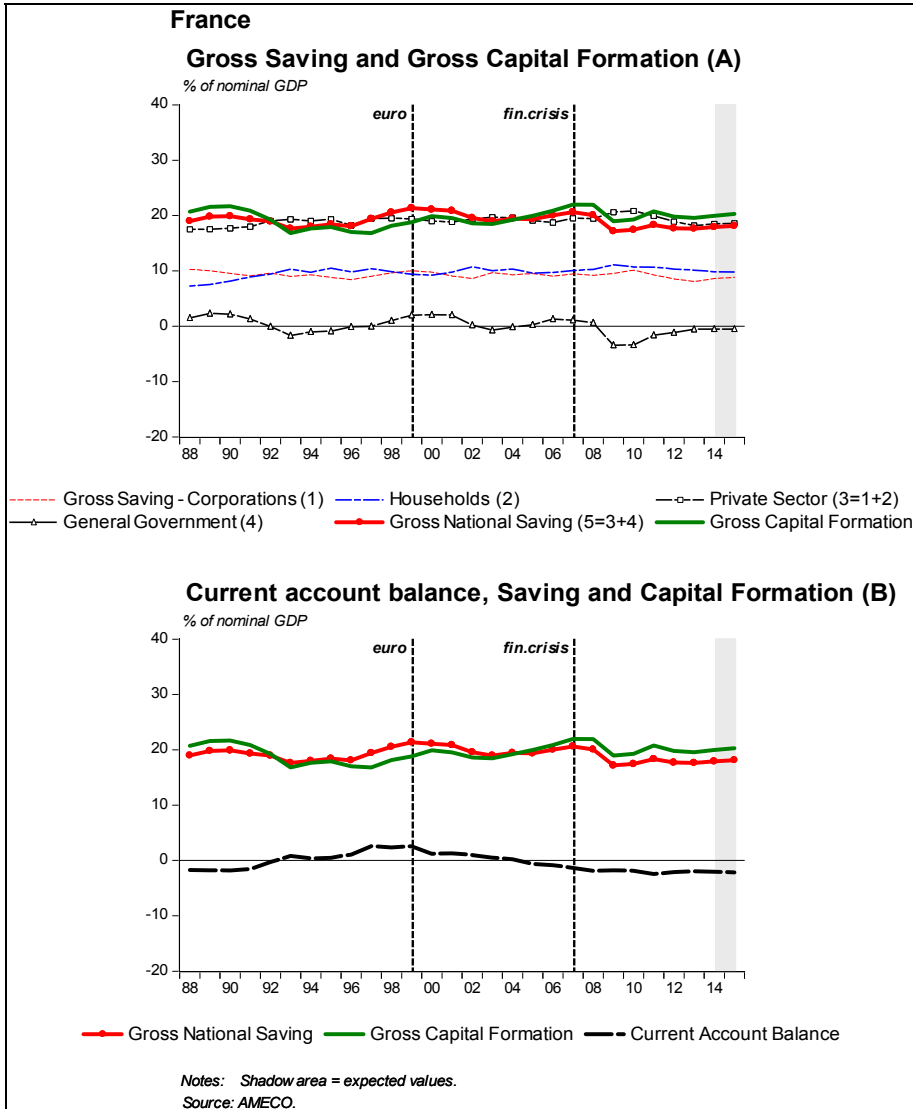 France
Gross Saving and Gross Capital Formation (A)
% of nominal GDP
40
euro
fin.crisis
30
20
10
0
-10
-20
88 90 92 94 96 98 00 02 04 06 08 10 12 14
Gross Saving - Corporations (1) Households (2) Private Sector (3=1+2)
General Government (4) Gross National Saving (5=3+4) Gross Capital Formation
Current account balance, Saving and Capital Formation (B)
% of nominal GDP
40
euro
fin.crisis
30
20
10
0
-10
-20
88 90 92 94 96 98 00 02 04 06 08 10 12 14
Gross National Saving Gross Capital Formation Current Account Balance
Notes: Shadow area = expected values.
Source: AMECO.